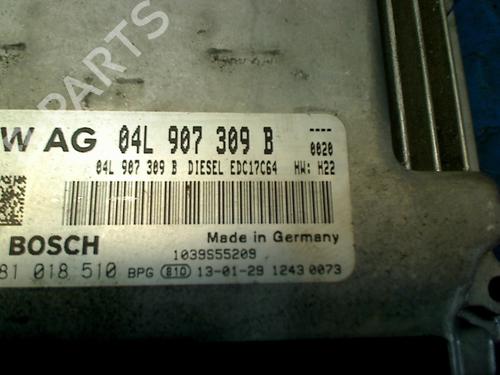 PARTS
W AG 04L 907 309 B ----
0020
04L 907 309 B DIESEL EDC17C64 HW: H22
BOSCH
Made in Germany
1039S55209
81 018 510 BPG 810 13-01-29 1243 0073